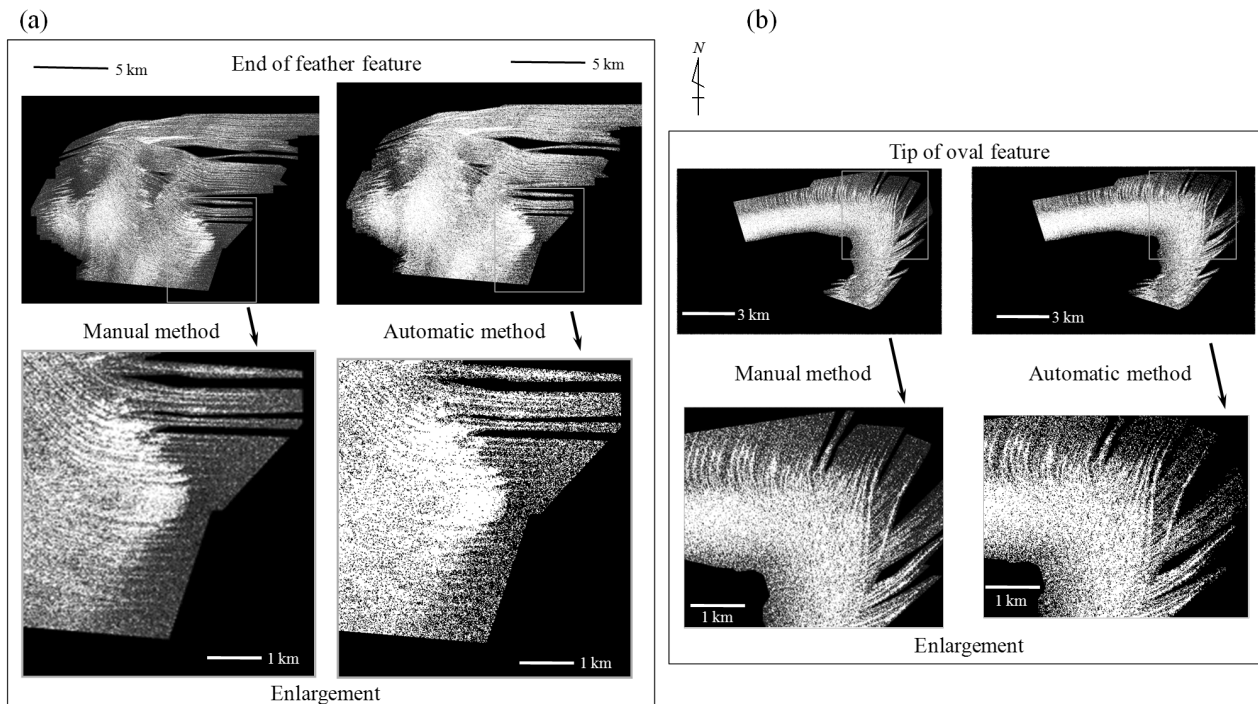 (a)
(b)
End of feather feature
5 km
5 km
N
Tip of oval feature
Manual method
Automatic method
3 km
3 km
Manual method
Automatic method
1 km
1 km
1 km
1 km
Enlargement
Enlargement